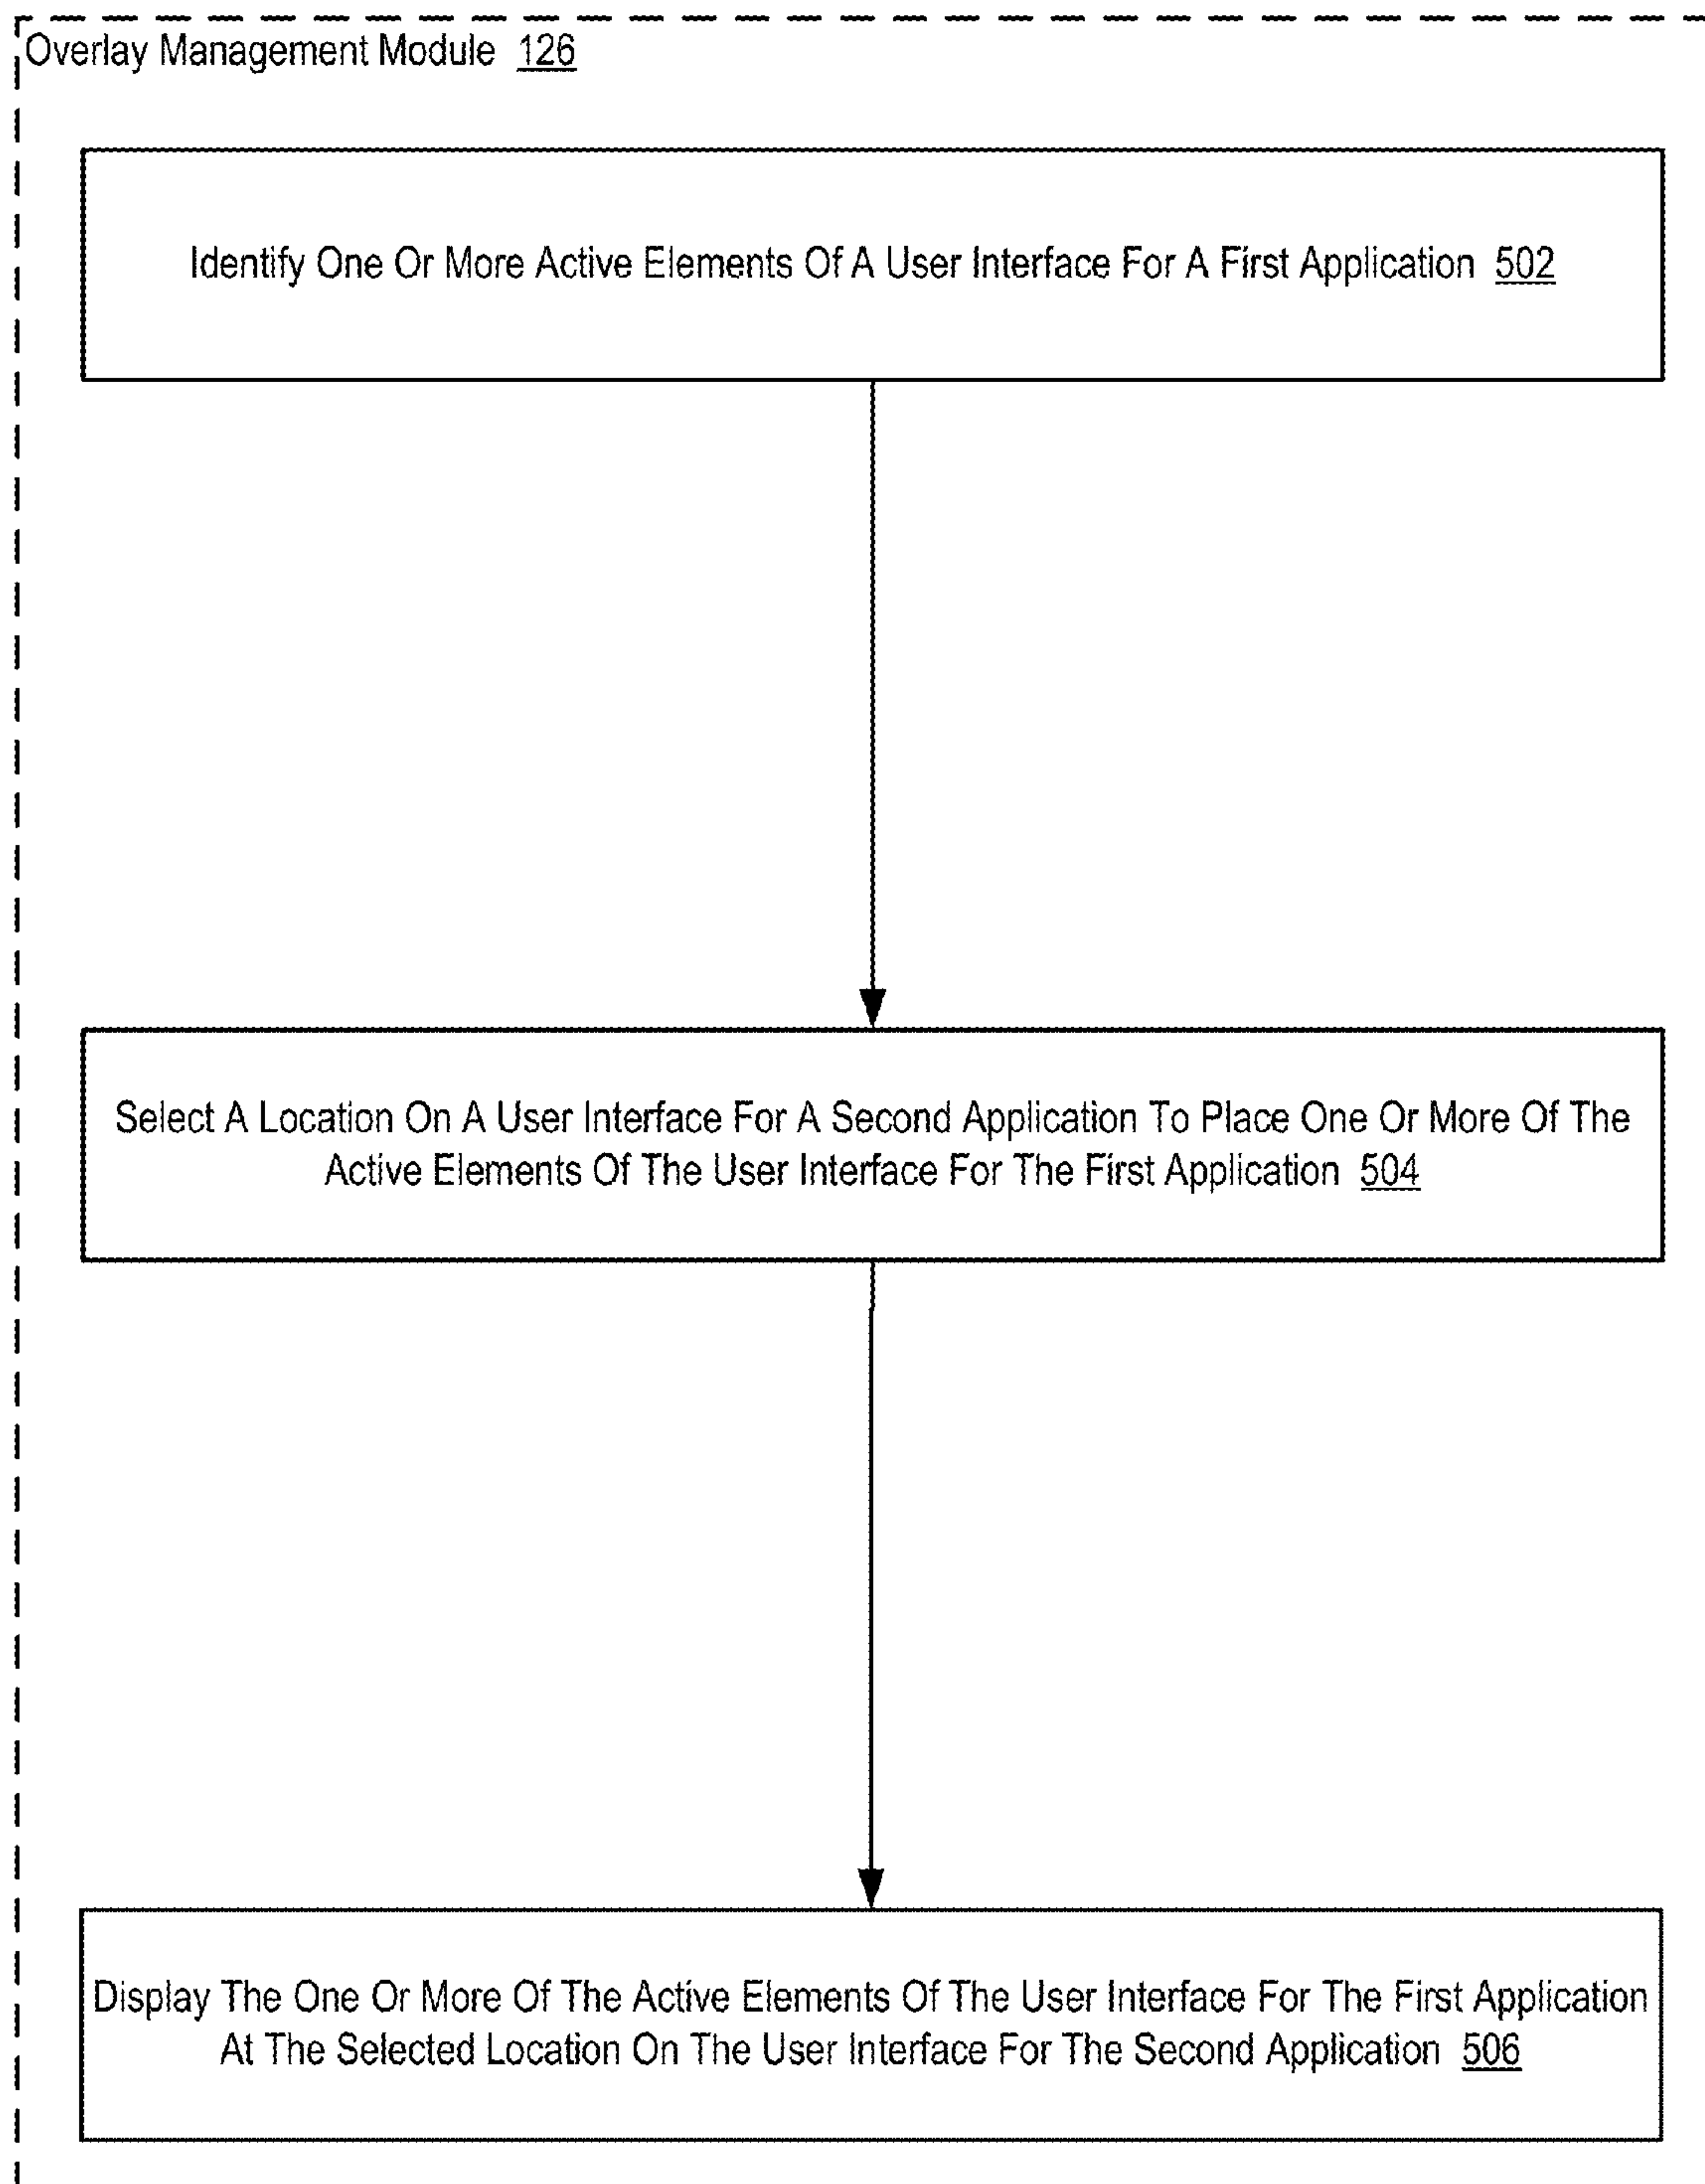 Overlay Management Module 126
Identify One Or More Active Elements Of A User Interface For A First Application 502
Select A Location On A User Interface For A Second Application To Place One Or More Of The
Active Elements Of The User Interface For The First Application 504
Display The One Or More Of The Active Elements Of The User Interface For The First Application
At The Selected Location On The User Interface For The Second Application 506